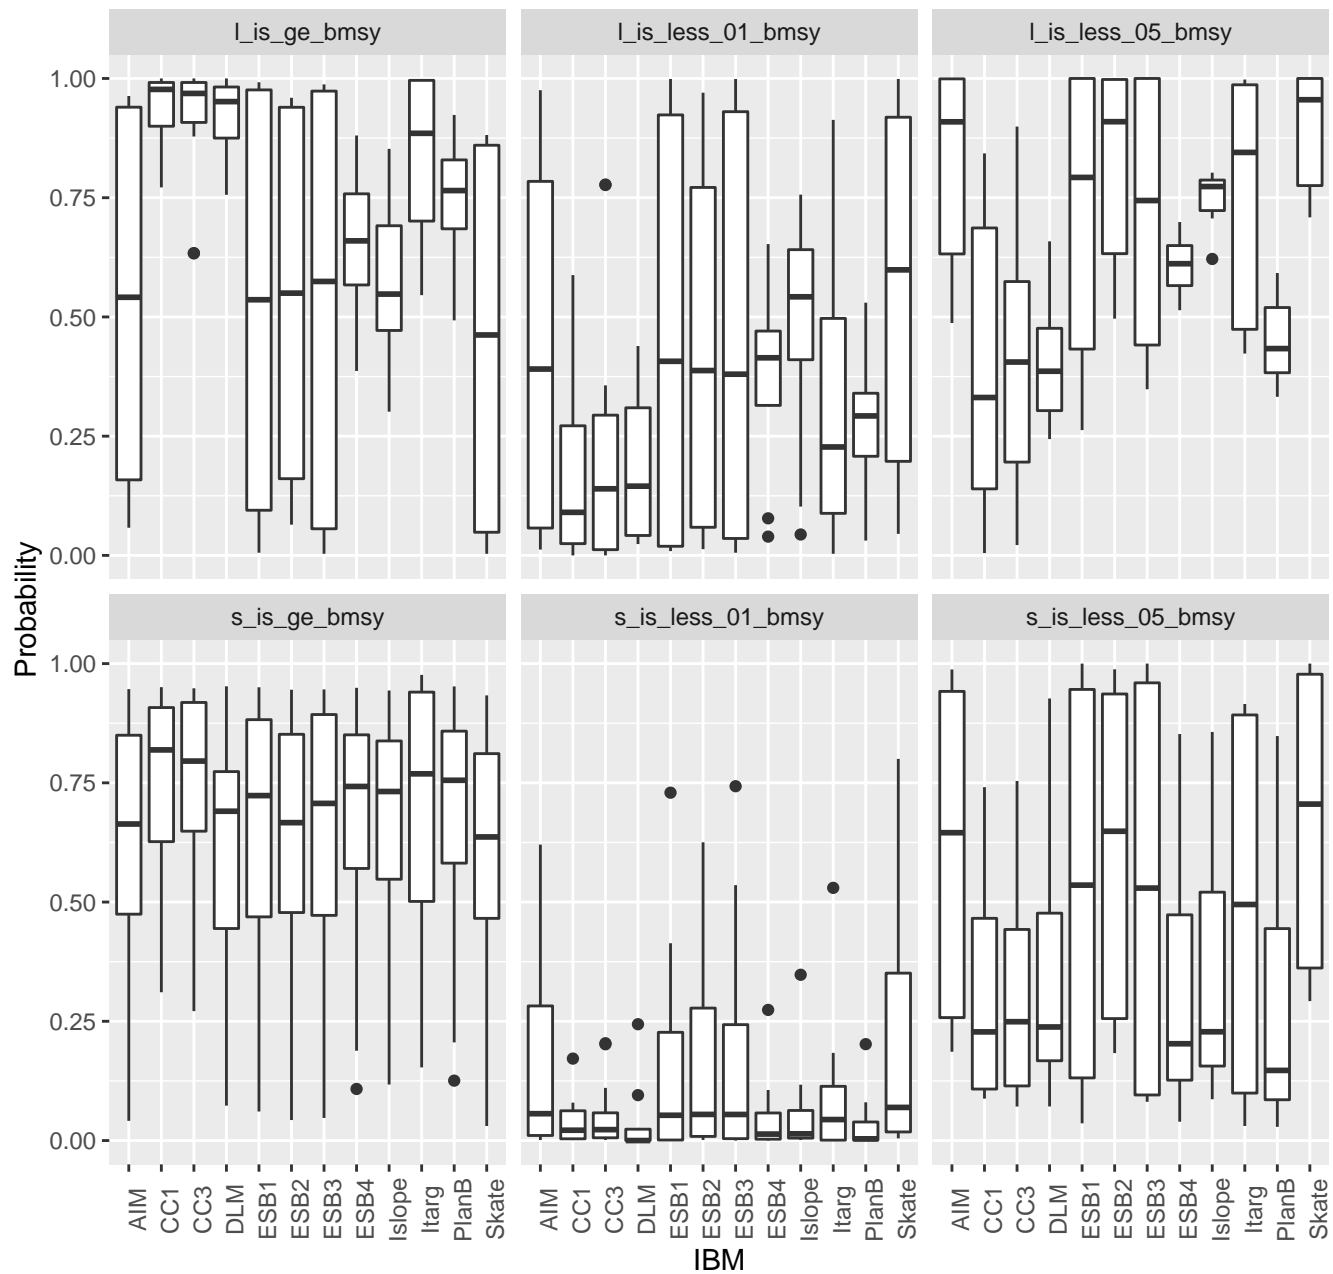 l_is_ge_bmsy l_is_less_01_bmsy l_is_less_05_bmsy
1.00
0.75
0.50
0.25
0.00
Probability
s_is_ge_bmsy s_is_less_01_bmsy s_is_less_05_bmsy
1.00
0.75
0.50
0.25
0.00
AIM CC1 CC3 DLM ESB1 ESB2 ESB3 ESB4 Islope Itarg PlanB Skate AIM CC1 CC3 DLM ESB1 ESB2 ESB3 ESB4 Islope Itarg PlanB Skate AIM CC1 CC3 DLM ESB1 ESB2 ESB3 ESB4 Islope Itarg PlanB Skate
IBM